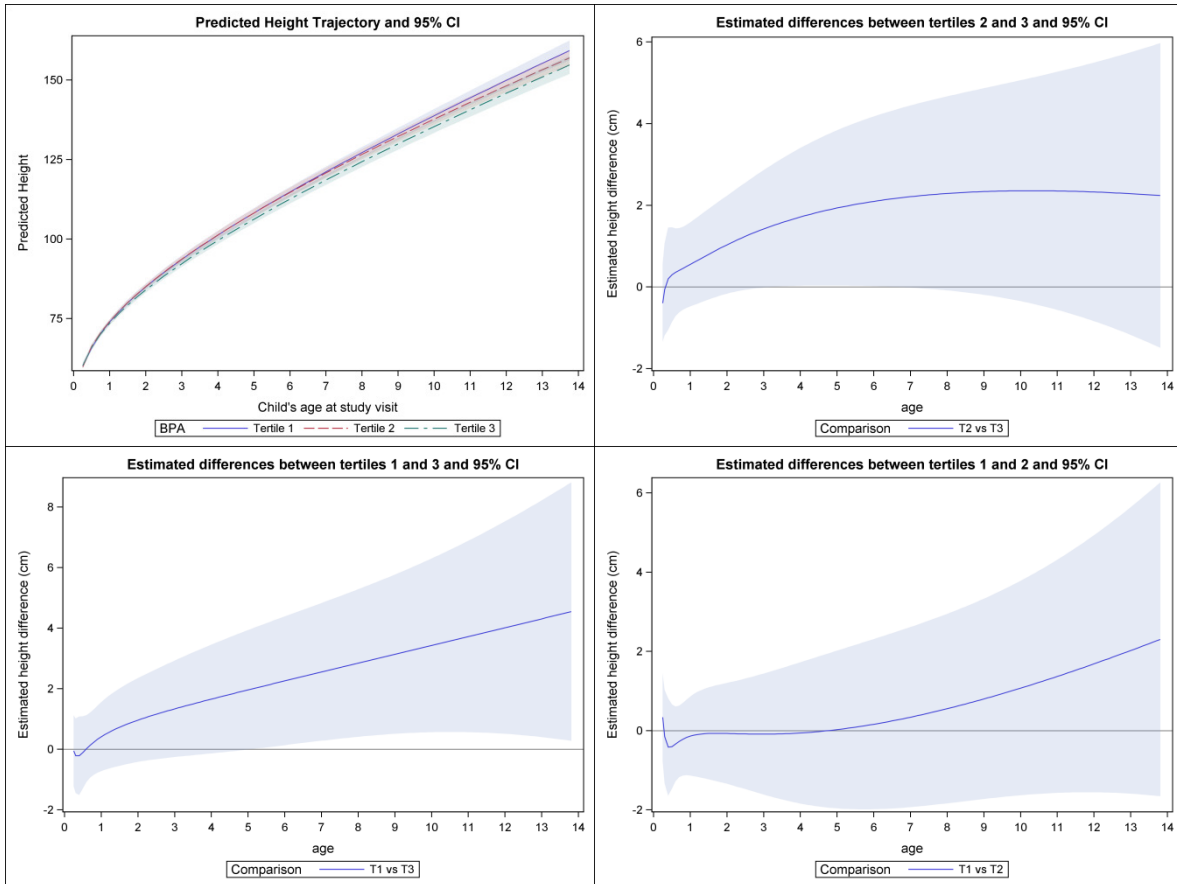 Predicted Height Trajectory and 95% CI
Predicted Height
150
125
100
75
0 1 2 3 4 5 6 7 8 9 10 11 12 13 14
Child's age at study visit
BPA Tertile 1 Tertile 2 Tertile 3
Estimated differences between tertiles 2 and 3 and 95% CI
Estimated height difference (cm)
6
4
2
0
-2
0 1 2 3 4 5 6 7 8 9 10 11 12 13 14
age
Comparison T2 vs T3
Estimated differences between tertiles 1 and 3 and 95% CI
Estimated height difference (cm)
8
6
4
2
0
-2
0 1 2 3 4 5 6 7 8 9 10 11 12 13 14
age
Comparison T1 vs T3
Estimated differences between tertiles 1 and 2 and 95% CI
Estimated height difference (cm)
6
4
2
0
-2
0 1 2 3 4 5 6 7 8 9 10 11 12 13 14
age
Comparison T1 vs T2